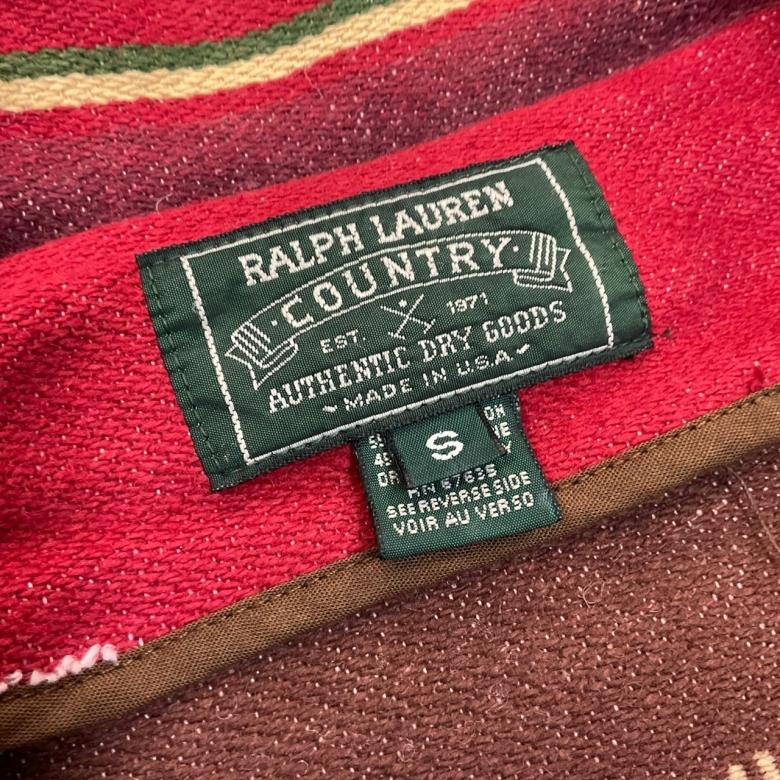 RALPH LAUREN
·COUNTRY·
EST. 1971
AUTHENTIC DRY GOODS
MADE IN U.S.A.
S
SEE REVERSE SIDE
VOIR AU VERSO